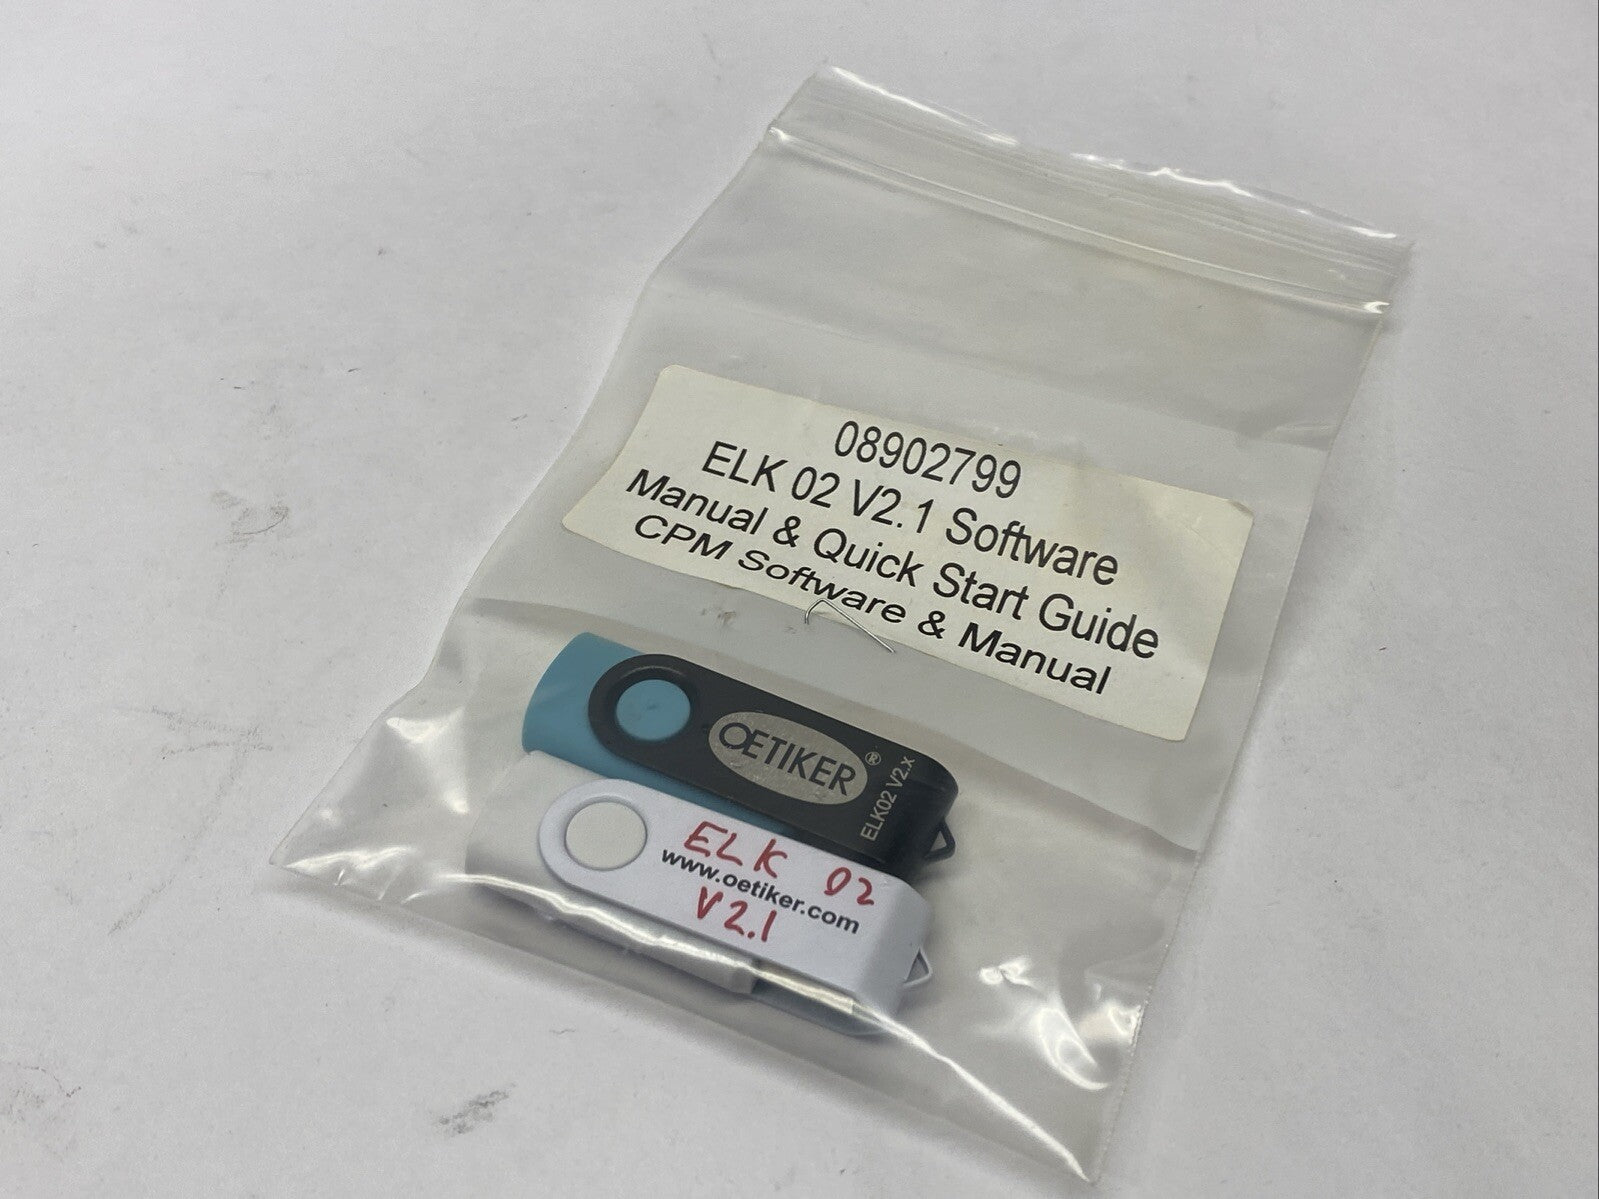 08902799
ELK 02 V2.1 Software
Manual & Quick Start Guide
CPM Software & Manual
OETIKER®
ELK02 V2.x
ELK 02
www.oetiker.com
V2.1